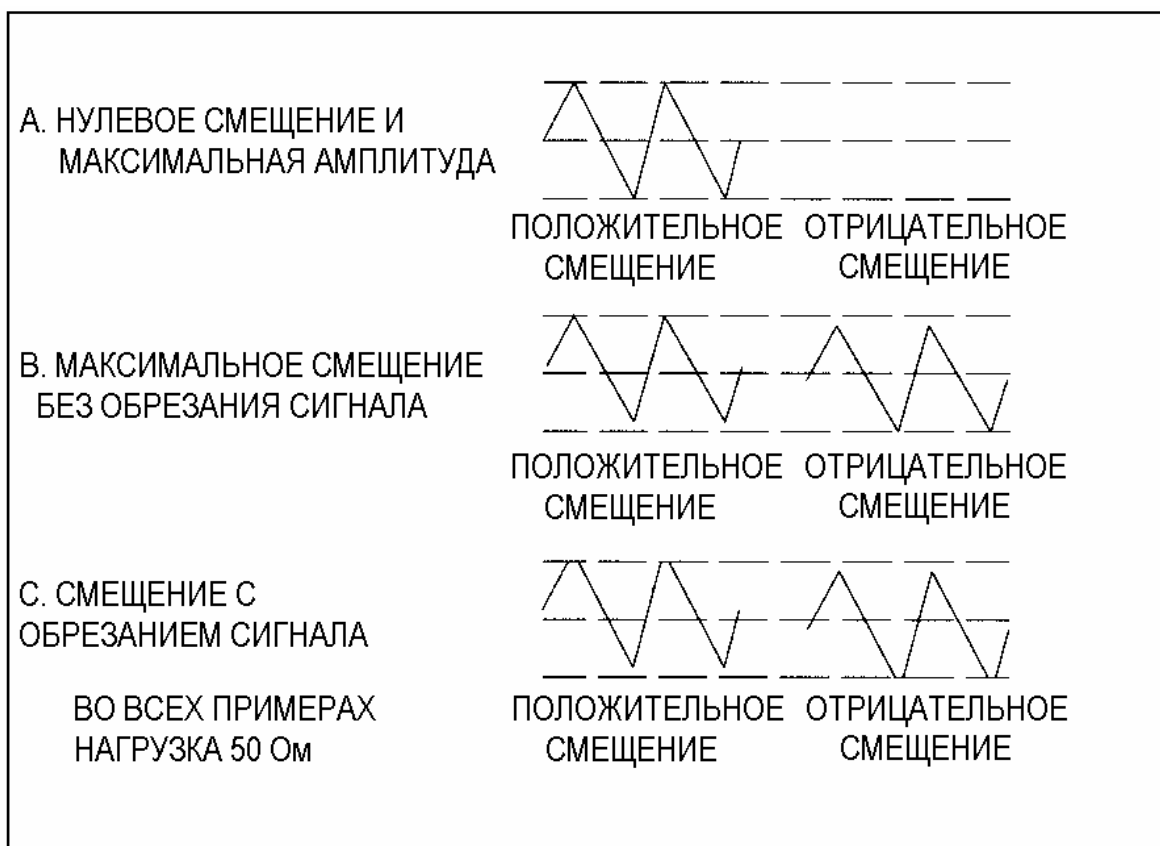 А. НУЛЕВОЕ СМЕЩЕНИЕ И
МАКСИМАЛЬНАЯ АМПЛИТУДА
ПОЛОЖИТЕЛЬНОЕ ОТРИЦАТЕЛЬНОЕ
СМЕЩЕНИЕ СМЕЩЕНИЕ
В. МАКСИМАЛЬНОЕ СМЕЩЕНИЕ
БЕЗ ОБРЕЗАНИЯ СИГНАЛА
ПОЛОЖИТЕЛЬНОЕ ОТРИЦАТЕЛЬНОЕ
СМЕЩЕНИЕ СМЕЩЕНИЕ
С. СМЕЩЕНИЕ С
ОБРЕЗАНИЕМ СИГНАЛА
ВО ВСЕХ ПРИМЕРАХ
НАГРУЗКА 50 Ом
ПОЛОЖИТЕЛЬНОЕ ОТРИЦАТЕЛЬНОЕ
СМЕЩЕНИЕ СМЕЩЕНИЕ